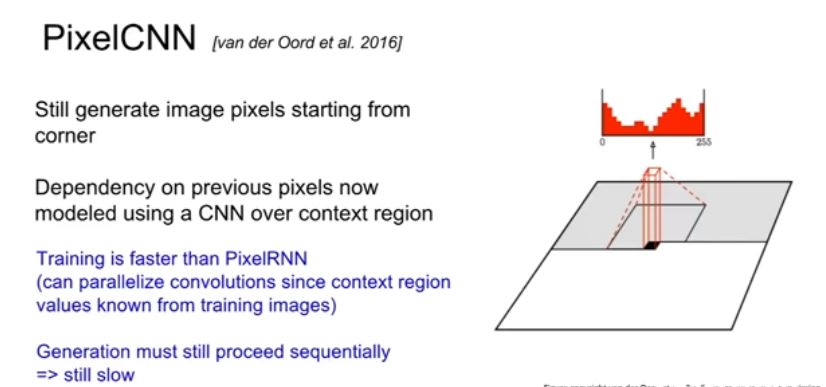 PixelCNN [van der Oord et al. 2016]
Still generate image pixels starting from
corner
0 255
Dependency on previous pixels now
modeled using a CNN over context region
Training is faster than PixelRNN
(can parallelize convolutions since context region
values known from training images)
Generation must still proceed sequentially
=> still slow